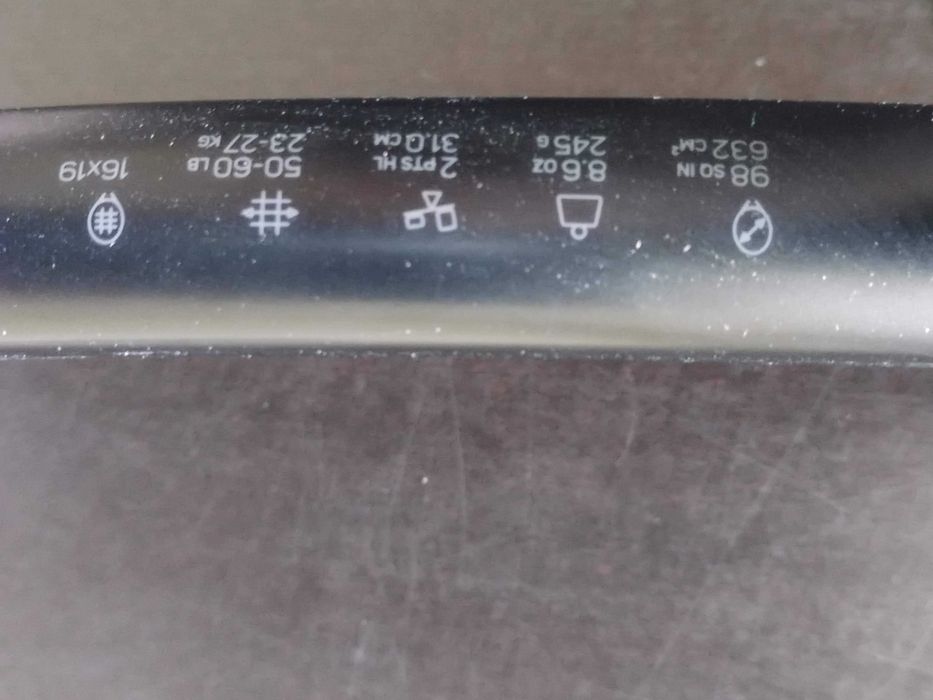 98 SQ IN
632 CM²
8.6 OZ
245 G
2 PTS HL
31.0 CM
50-60 LB
23-27 KG
16x19